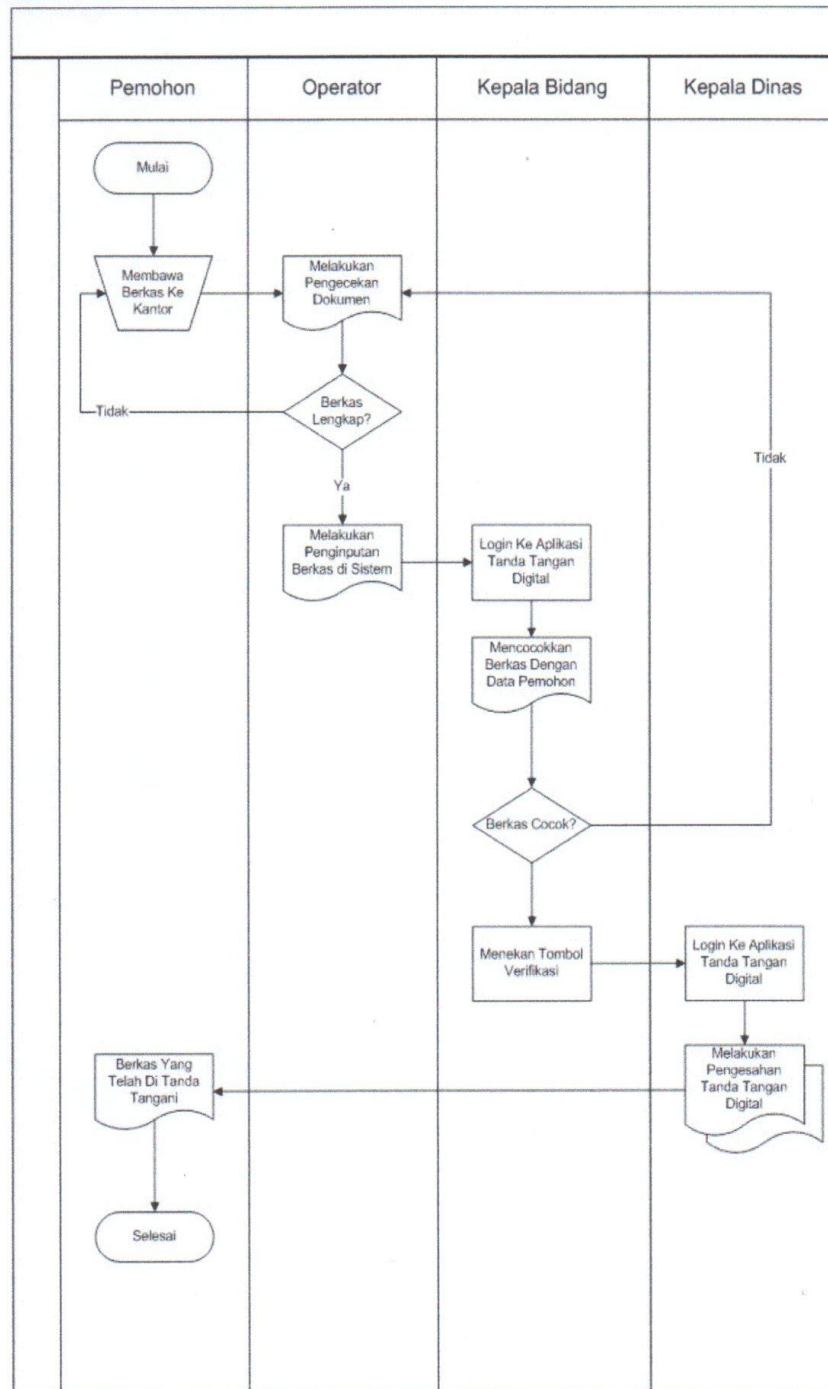 Pemohon
Operator
Kepala Bidang
Kepala Dinas
Mulai
Membawa
Berkas Ke
Kantor
Melakukan
Pengecekan
Dokumen
Berkas
Lengkap?
Tidak
Ya
Tidak
Melakukan
Penginputan
Berkas di Sistem
Login Ke Aplikasi
Tanda Tangan
Digital
Mencocokkan
Berkas Dengan
Data Pemohon
Berkas Cocok?
Menekan Tombol
Verifikasi
Login Ke Aplikasi
Tanda Tangan
Digital
Melakukan
Pengesahan
Tanda Tangan
Digital
Berkas Yang
Telah Di Tanda
Tangani
Selesai